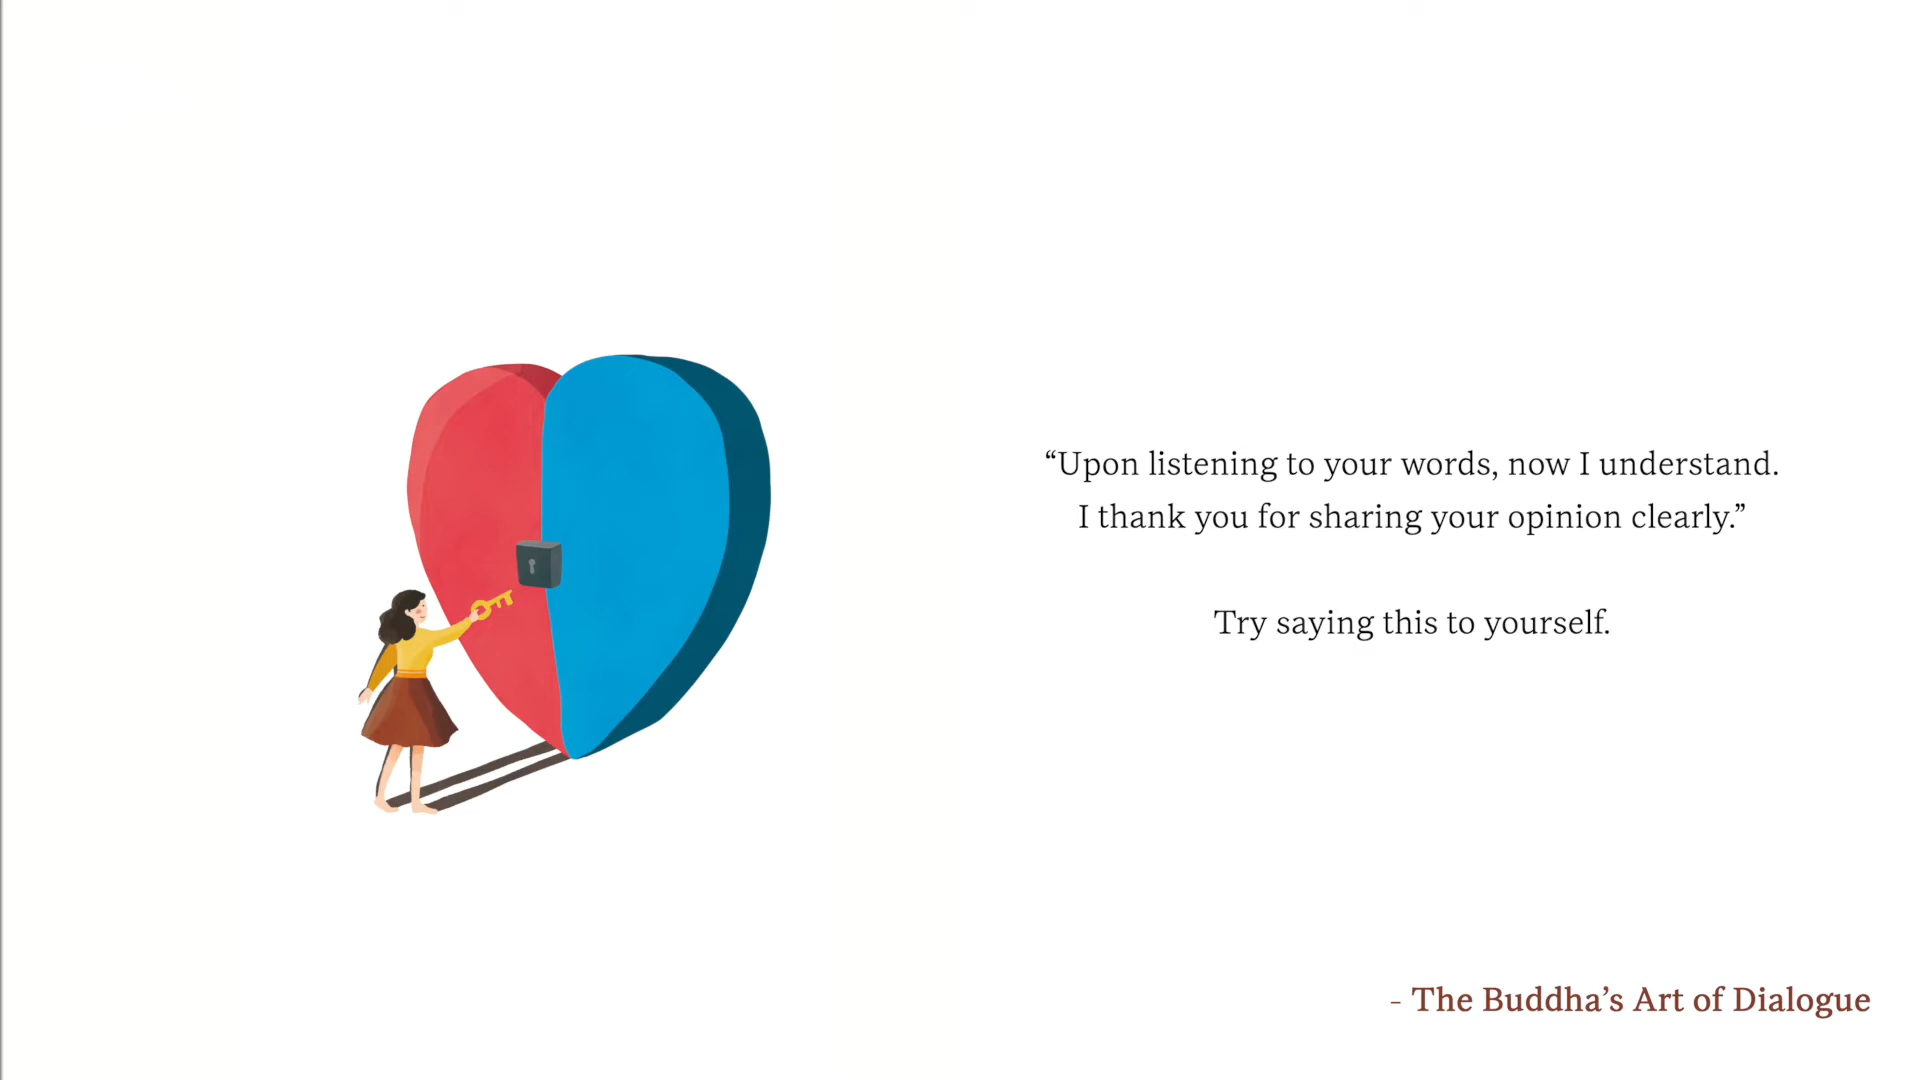 “Upon listening to your words, now I understand.
I thank you for sharing your opinion clearly.”
Try saying this to yourself.
- The Buddha’s Art of Dialogue